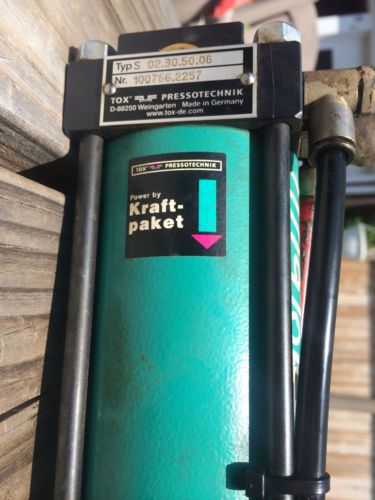 Typ S 02.30.50.06
Nr. 100766.2257
TOX PRESSOTECHNIK
D-88250 Weingarten Made in Germany
www.tox-de.com
TOX PRESSOTECHNIK
Power by
Kraft-
paket